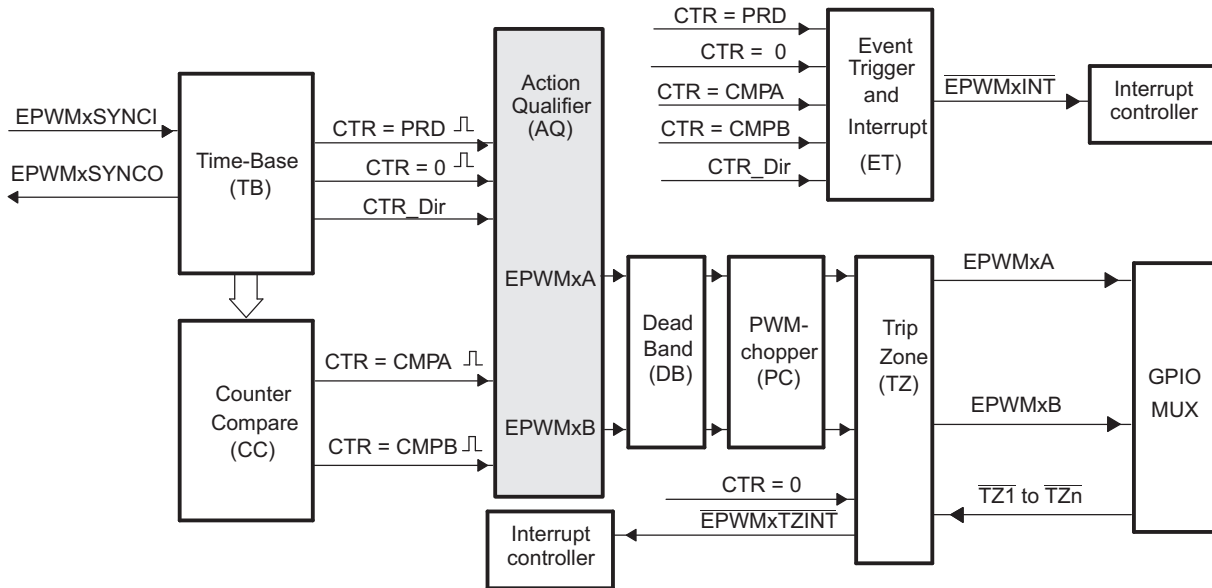 EPWMxSYNCI
EPWMxSYNCO
Time-Base
(TB)
CTR = PRD
CTR = 0
CTR_Dir
Counter
Compare
(CC)
CTR = CMPA
CTR = CMPB
Action
Qualifier
(AQ)
EPWMxA
EPWMxB
CTR = PRD
CTR = 0
CTR = CMPA
CTR = CMPB
CTR_Dir
Event
Trigger
and
Interrupt
(ET)
EPWMxINT
Interrupt
controller
Dead
Band
(DB)
PWM-
chopper
(PC)
Trip
Zone
(TZ)
EPWMxA
EPWMxB
TZ1 to TZn
GPIO
MUX
CTR = 0
EPWMxTZINT
Interrupt
controller